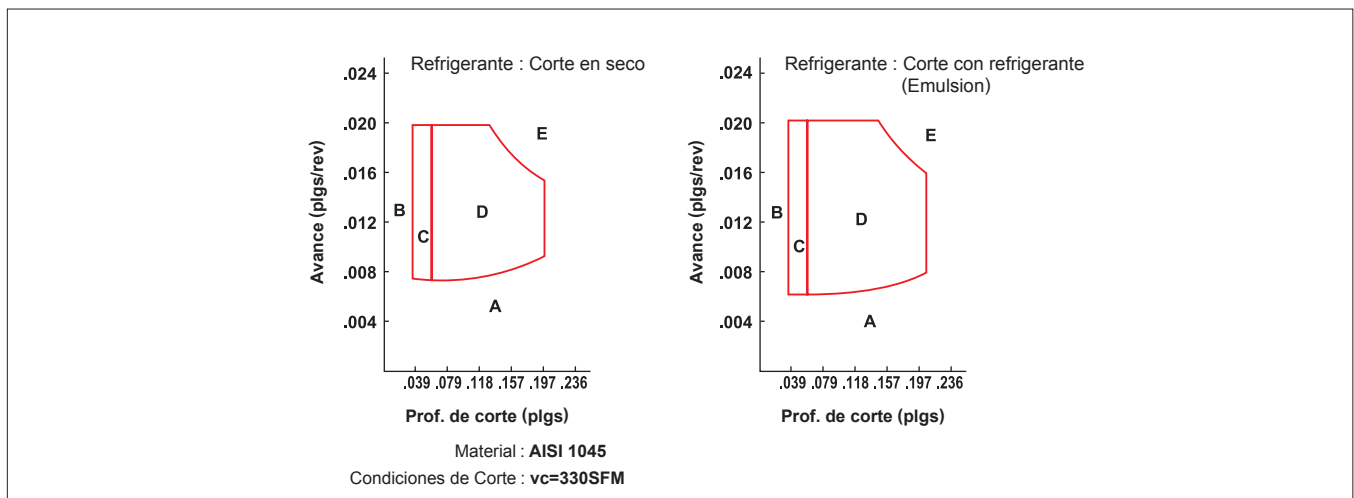 Refrigerante : Corte en seco
.024
.020
.016
.012
.008
.004
Avance (plgs/rev)
B
C
D
E
A
.039 .079 .118 .157 .197 .236
Prof. de corte (plgs)
Refrigerante : Corte con refrigerante
(Emulsion)
.024
.020
.016
.012
.008
.004
Avance (plgs/rev)
B
C
D
E
A
.039 .079 .118 .157 .197 .236
Prof. de corte (plgs)
Material : AISI 1045
Condiciones de Corte : vc=330SFM